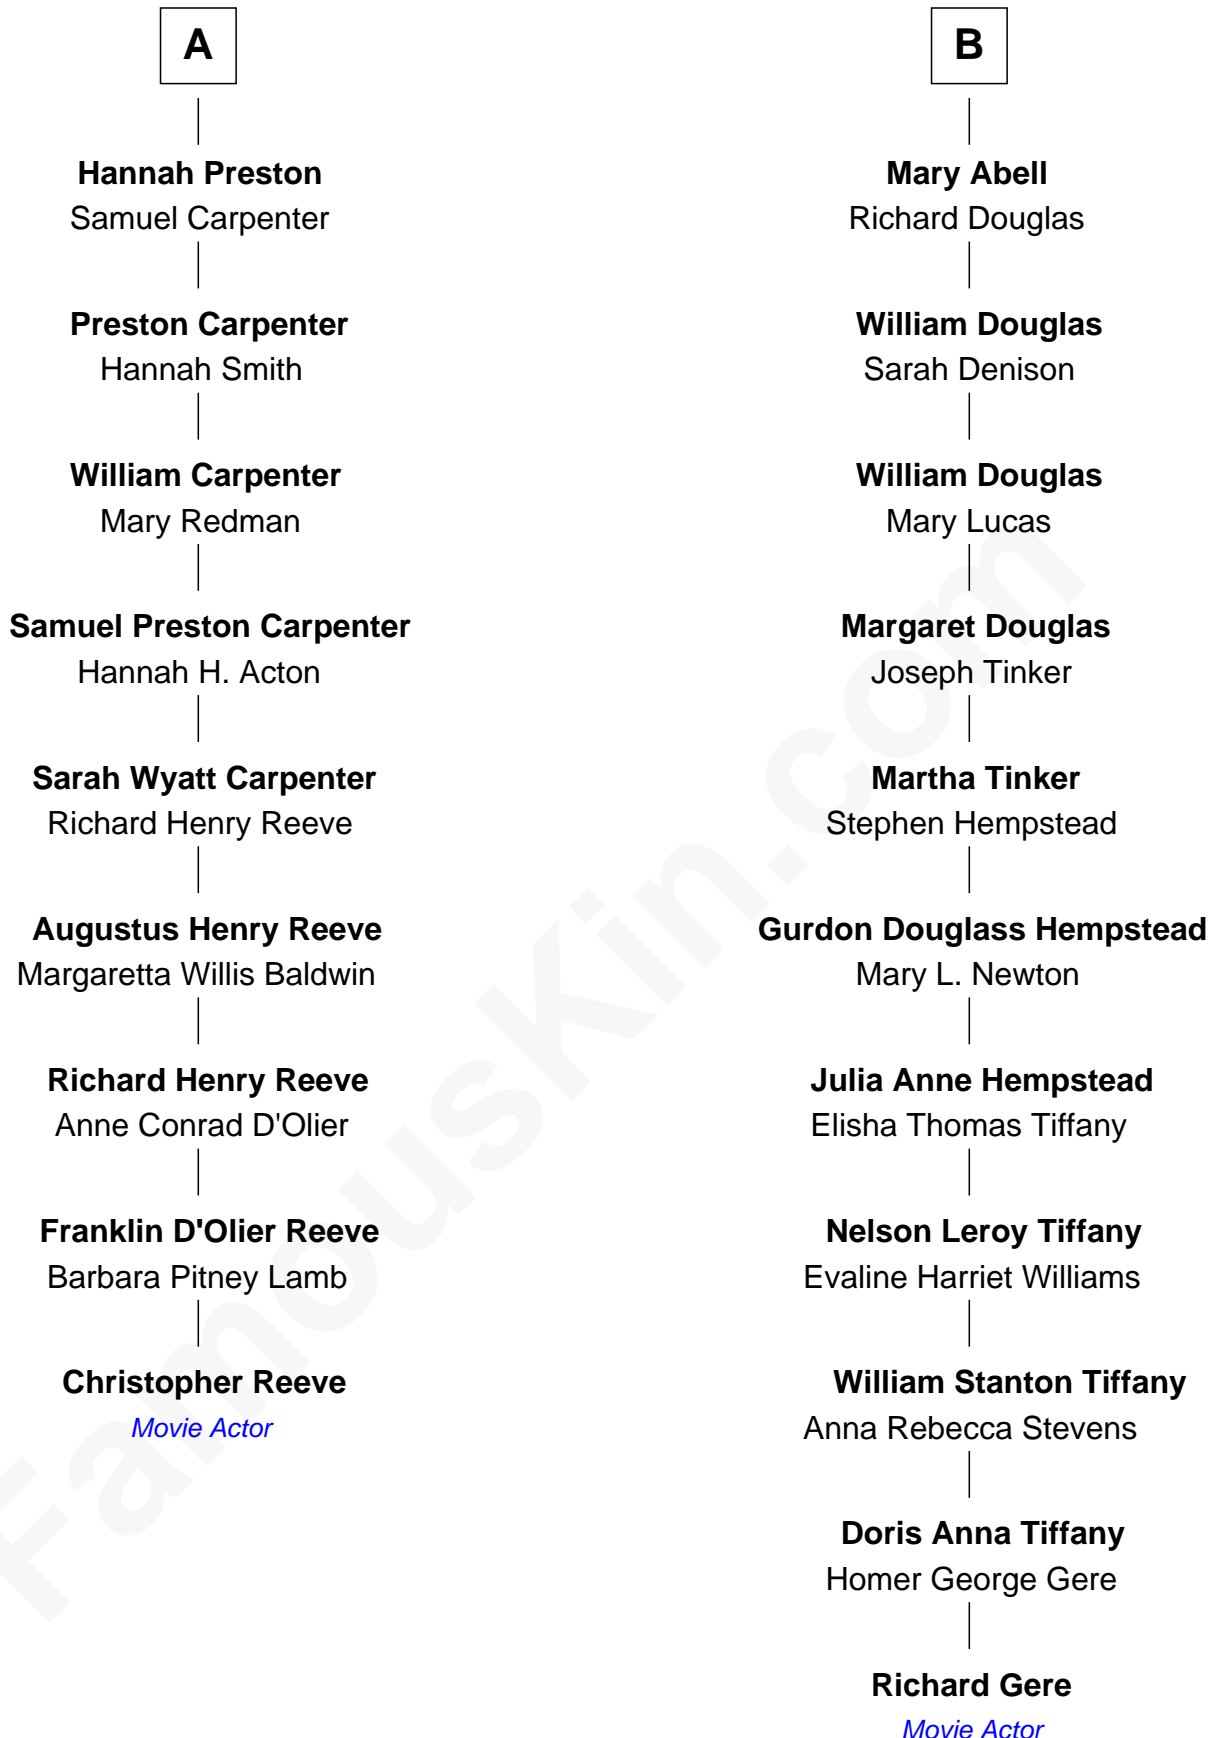 A
Hannah Preston
Samuel Carpenter
Preston Carpenter
Hannah Smith
William Carpenter
Mary Redman
Samuel Preston Carpenter
Hannah H. Acton
Sarah Wyatt Carpenter
Richard Henry Reeve
Augustus Henry Reeve
Margaretta Willis Baldwin
Richard Henry Reeve
Anne Conrad D'Olier
Franklin D'Olier Reeve
Barbara Pitney Lamb
Christopher Reeve
Movie Actor
B
Mary Abell
Richard Douglas
William Douglas
Sarah Denison
William Douglas
Mary Lucas
Margaret Douglas
Joseph Tinker
Martha Tinker
Stephen Hempstead
Gurdon Douglass Hempstead
Mary L. Newton
Julia Anne Hempstead
Elisha Thomas Tiffany
Nelson Leroy Tiffany
Evaline Harriet Williams
William Stanton Tiffany
Anna Rebecca Stevens
Doris Anna Tiffany
Homer George Gere
Richard Gere
Movie Actor
FamousKin.com